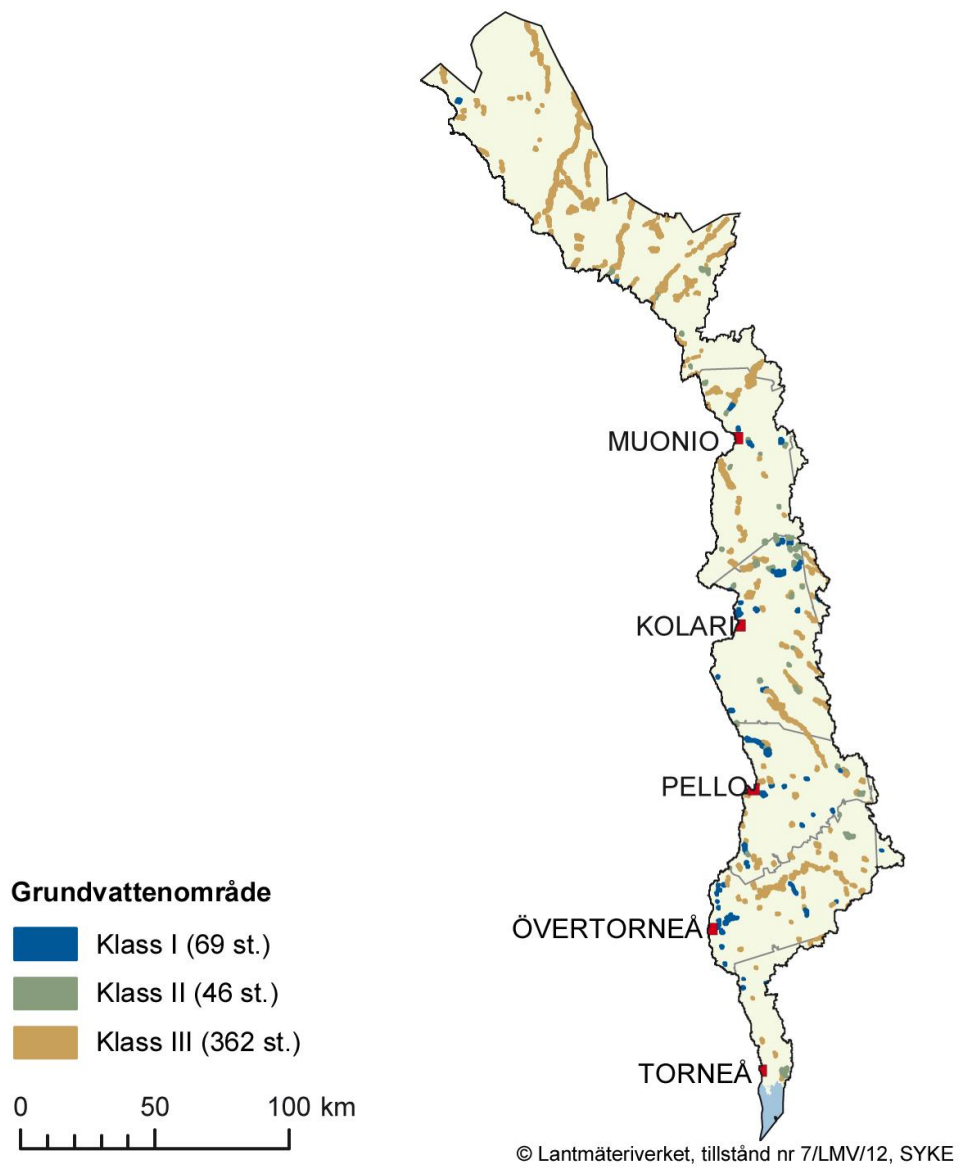 MUONIO
KOLARI
PELLO
ÖVERTORNEÅ
TORNEÅ
Grundvattenområde
Klass I (69 st.)
Klass II (46 st.)
Klass III (362 st.)
0 50 100 km
© Lantmäteriverket, tillstånd nr 7/LMV/12, SYKE